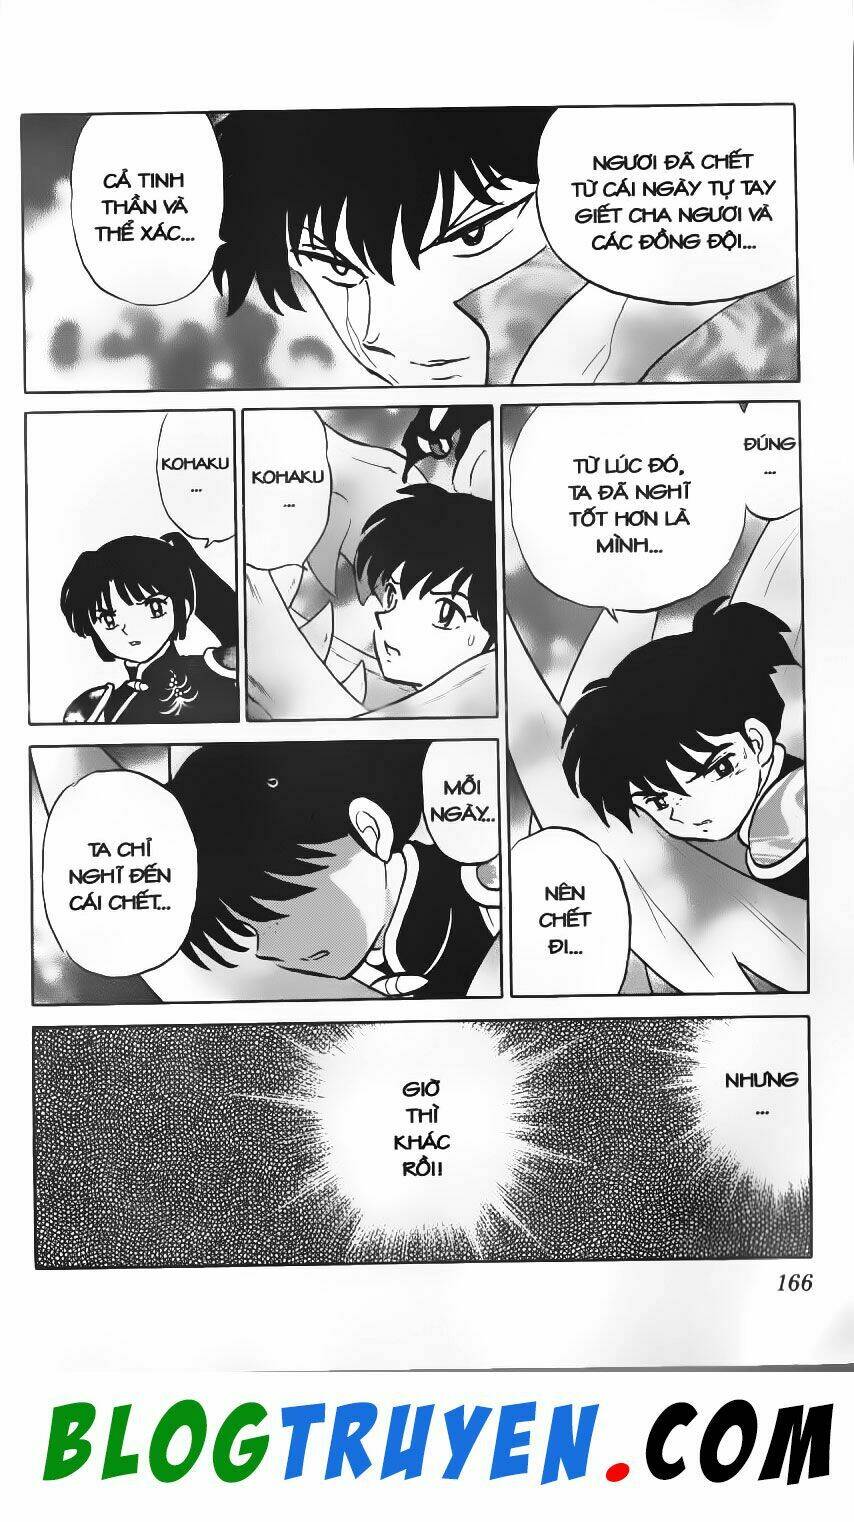 NGƯƠI ĐÃ CHẾT
TỪ CÁI NGÀY TỰ TAY
GIẾT CHA NGƯƠI VÀ
CÁC ĐỒNG ĐỘI...
CẢ TINH
THẦN VÀ
THỂ XÁC...
ĐÚNG
...
TỪ LÚC ĐÓ,
TA ĐÃ NGHĨ
TỐT HƠN LÀ
MÌNH...
NÊN
CHẾT
ĐI...
KOHAKU
...
KOHAKU
...
MỖI
NGÀY...
TA CHỈ
NGHĨ ĐẾN
CÁI CHẾT...
NHƯNG
...
GIỜ
THÌ
KHÁC
RỒI!
166
BLOGTRUYEN.COM